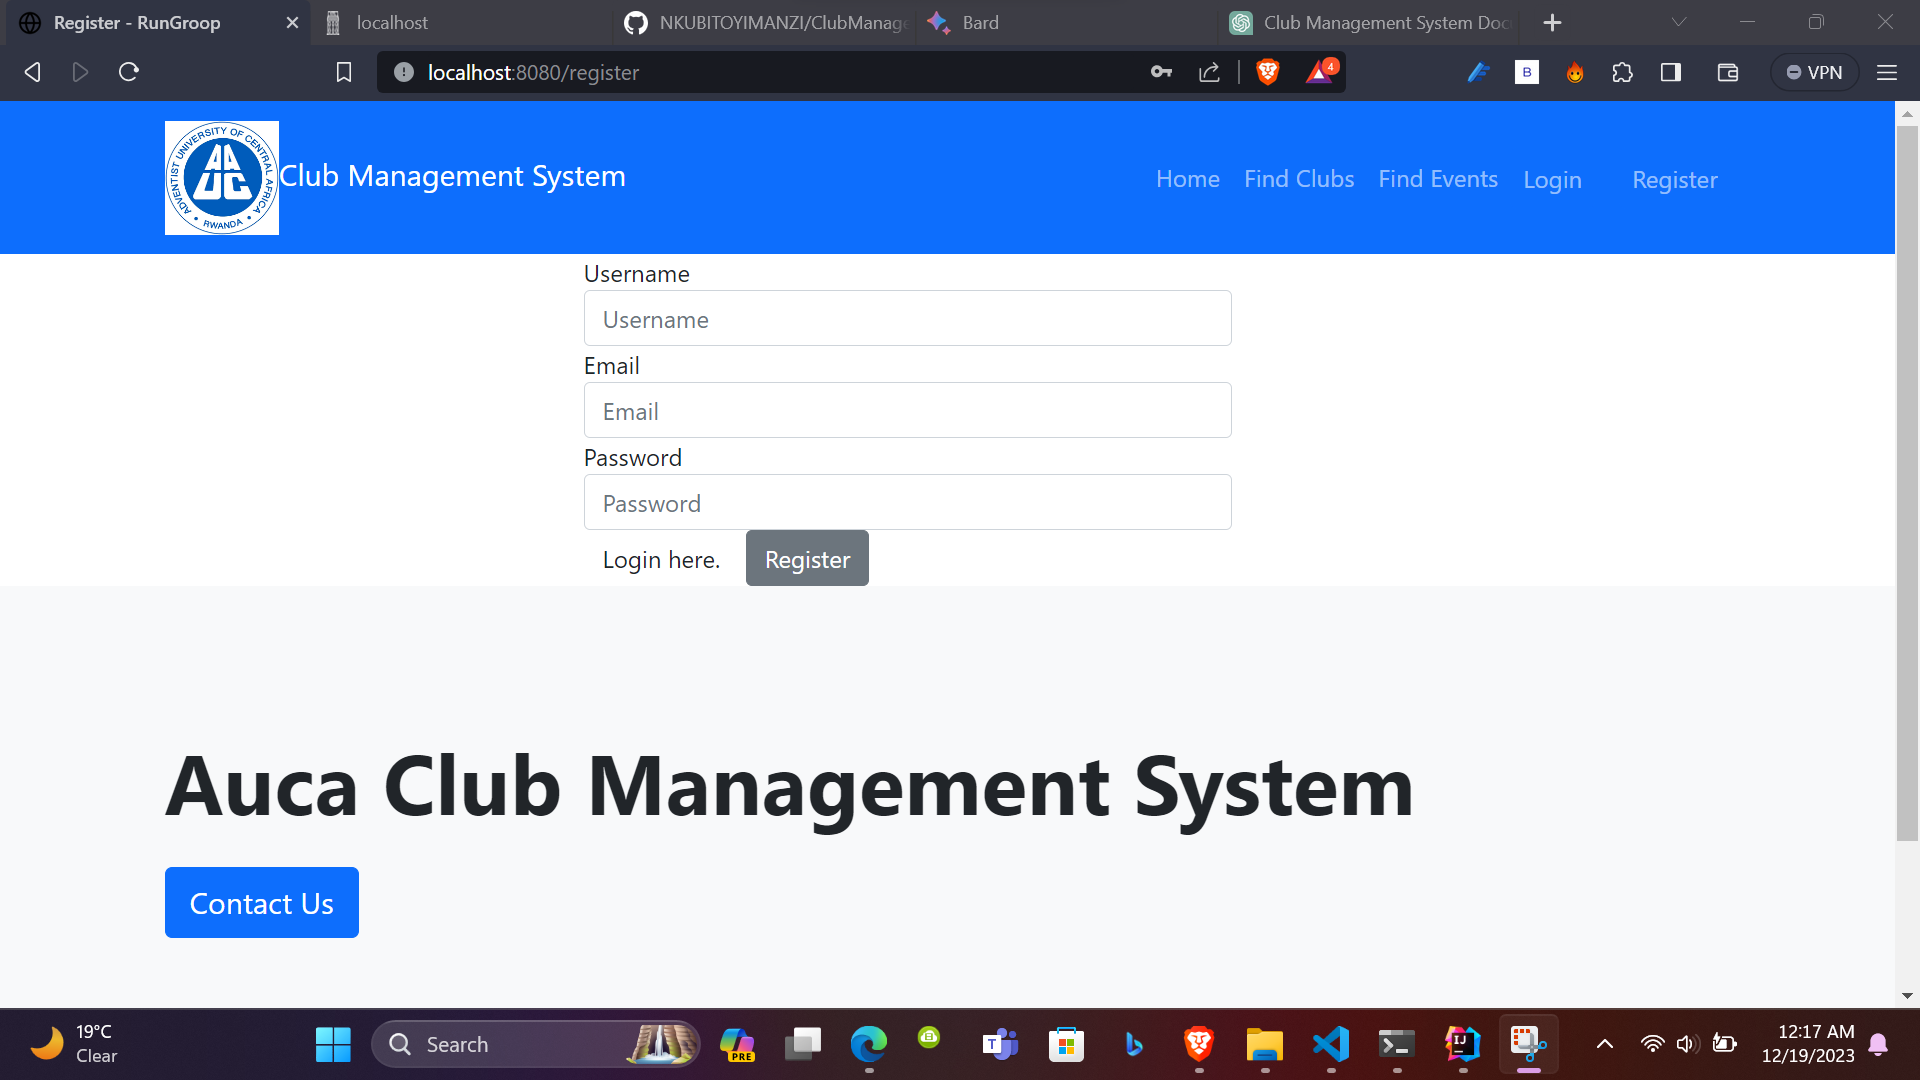 Register - RunGroop
localhost
NKUBITOYIMANZI/ClubManage
Bard
Club Management System Doc
localhost:8080/register
4
B
VPN
ADVENTIST UNIVERSITY OF CENTRAL AFRICA
AAUC
• RWANDA •
Club Management System
Home
Find Clubs
Find Events
Login
Register
Username
Username
Email
Email
Password
Password
Login here.
Register
Auca Club Management System
Contact Us
19°C
Clear
Search
PRE
T
IJ
12:17 AM
12/19/2023